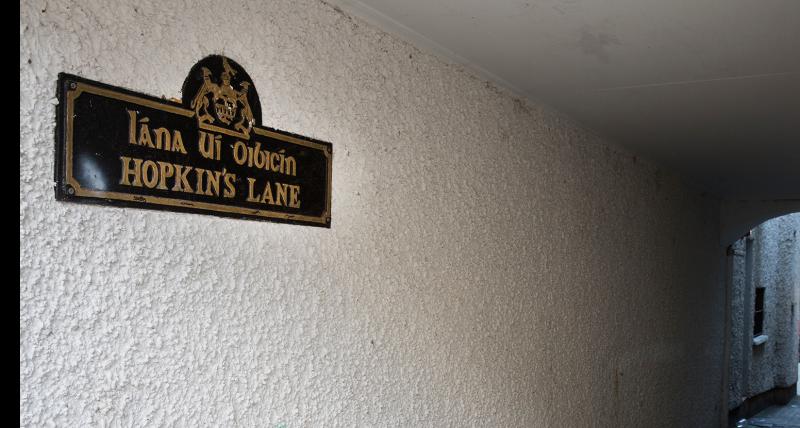 lána Uí Oibicín
HOPKIN'S LANE